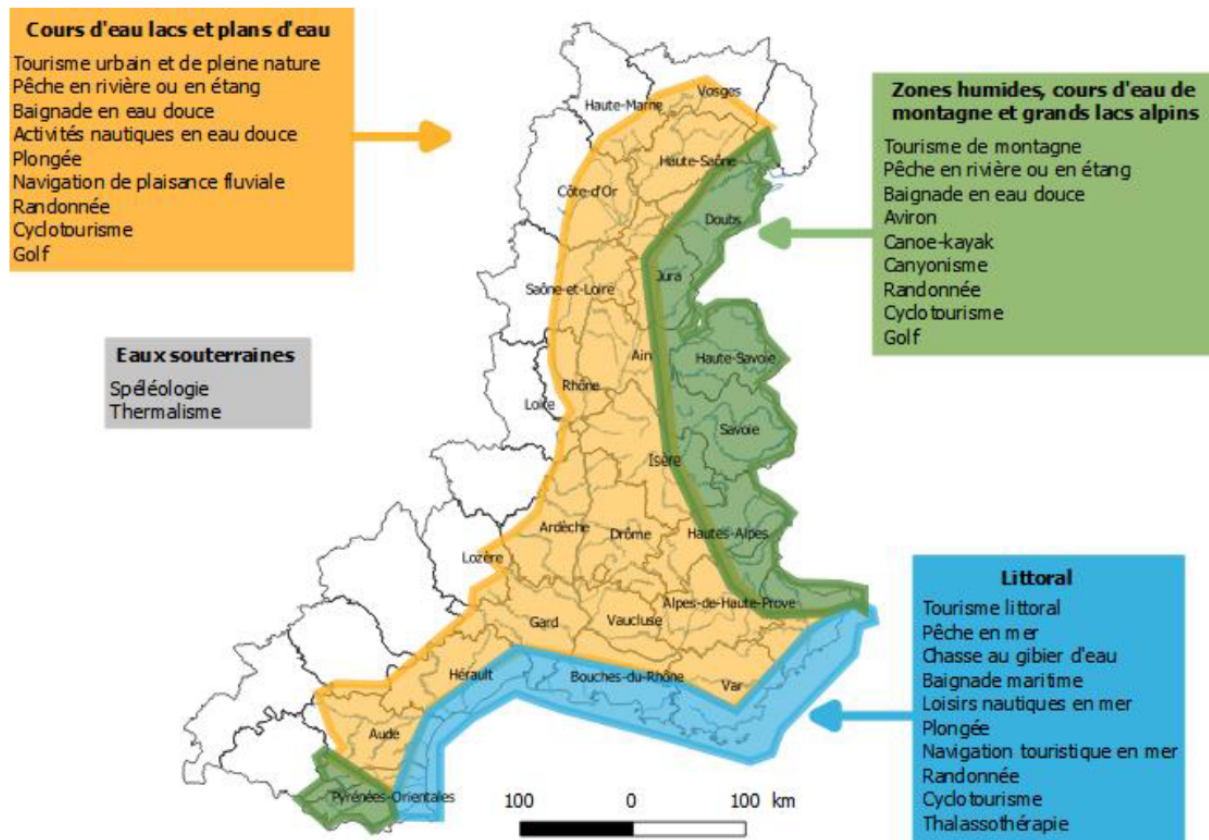 Cours d'eau lacs et plans d'eau
Tourisme urbain et de pleine nature
Pêche en rivière ou en étang
Baignade en eau douce
Activités nautiques en eau douce
Plongée
Navigation de plaisance fluviale
Randonnée
Cyclotourisme
Golf
Eaux souterraines
Spéléologie
Thermalisme
Vosges
Haute-Marne
Haute-Saône
Côte-d'Or
Doubs
Jura
Saône-et-Loire
Ain
Haute-Savoie
Rhône
Loire
Savoie
Isère
Ardèche
Drôme
Hautes-Alpes
Lozère
Alpes-de-Haute-Prove
Gard
Vaucluse
Hérault
Bouches-du-Rhône
Var
Aude
Pyrénées-Orientales
100 0 100 km
Zones humides, cours d'eau de
montagne et grands lacs alpins
Tourisme de montagne
Pêche en rivière ou en étang
Baignade en eau douce
Aviron
Canoe-kayak
Canyonisme
Randonnée
Cyclotourisme
Golf
Littoral
Tourisme littoral
Pêche en mer
Chasse au gibier d'eau
Baignade maritime
Loisirs nautiques en mer
Plongée
Navigation touristique en mer
Randonnée
Cyclotourisme
Thalassothérapie